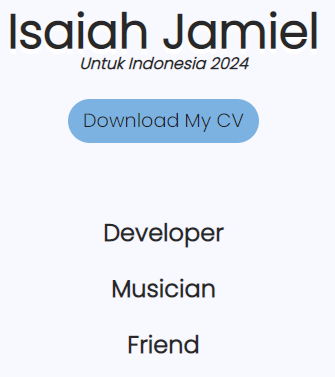 Isaiah Jamiel
Untuk Indonesia 2024
Download My CV
Developer
Musician
Friend